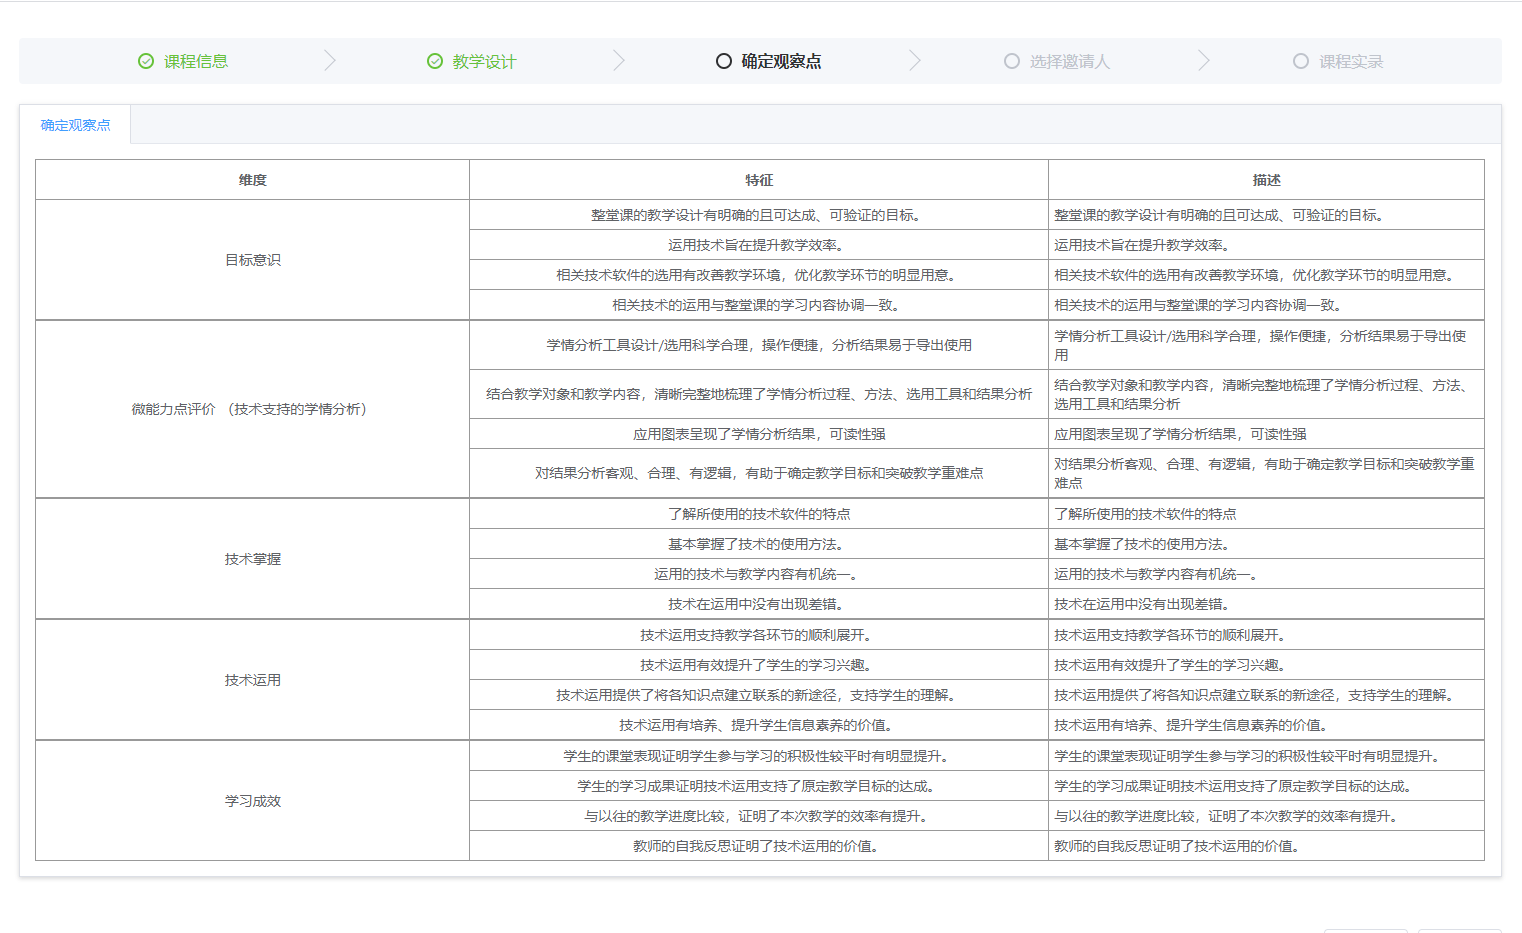 课程信息
教学设计
确定观察点
选择邀请人
课程实录
确定观察点
维度 特征 描述
目标意识
整堂课的教学设计有明确的且可达成、可验证的目标。 整堂课的教学设计有明确的且可达成、可验证的目标。
运用技术旨在提升教学效率。 运用技术旨在提升教学效率。
相关技术软件的选用有改善教学环境，优化教学环节的明显用意。 相关技术软件的选用有改善教学环境，优化教学环节的明显用意。
相关技术的运用与整堂课的学习内容协调一致。 相关技术的运用与整堂课的学习内容协调一致。
微能力点评价 （技术支持的学情分析）
学情分析工具设计/选用科学合理，操作便捷，分析结果易于导出使用
学情分析工具设计/选用科学合理，操作便捷，分析结果易于导出使
用
结合教学对象和教学内容，清晰完整地梳理了学情分析过程、方法、选用工具和结果分析
结合教学对象和教学内容，清晰完整地梳理了学情分析过程、方法、
选用工具和结果分析
应用图表呈现了学情分析结果，可读性强 应用图表呈现了学情分析结果，可读性强
对结果分析客观、合理、有逻辑，有助于确定教学目标和突破教学重难点
对结果分析客观、合理、有逻辑，有助于确定教学目标和突破教学重
难点
技术掌握
了解所使用的技术软件的特点 了解所使用的技术软件的特点
基本掌握了技术的使用方法。 基本掌握了技术的使用方法。
运用的技术与教学内容有机统一。 运用的技术与教学内容有机统一。
技术在运用中没有出现差错。 技术在运用中没有出现差错。
技术运用
技术运用支持教学各环节的顺利展开。 技术运用支持教学各环节的顺利展开。
技术运用有效提升了学生的学习兴趣。 技术运用有效提升了学生的学习兴趣。
技术运用提供了将各知识点建立联系的新途径，支持学生的理解。 技术运用提供了将各知识点建立联系的新途径，支持学生的理解。
技术运用有培养、提升学生信息素养的价值。 技术运用有培养、提升学生信息素养的价值。
学习成效
学生的课堂表现证明学生参与学习的积极性较平时有明显提升。 学生的课堂表现证明学生参与学习的积极性较平时有明显提升。
学生的学习成果证明技术运用支持了原定教学目标的达成。 学生的学习成果证明技术运用支持了原定教学目标的达成。
与以往的教学进度比较，证明了本次教学的效率有提升。 与以往的教学进度比较，证明了本次教学的效率有提升。
教师的自我反思证明了技术运用的价值。 教师的自我反思证明了技术运用的价值。